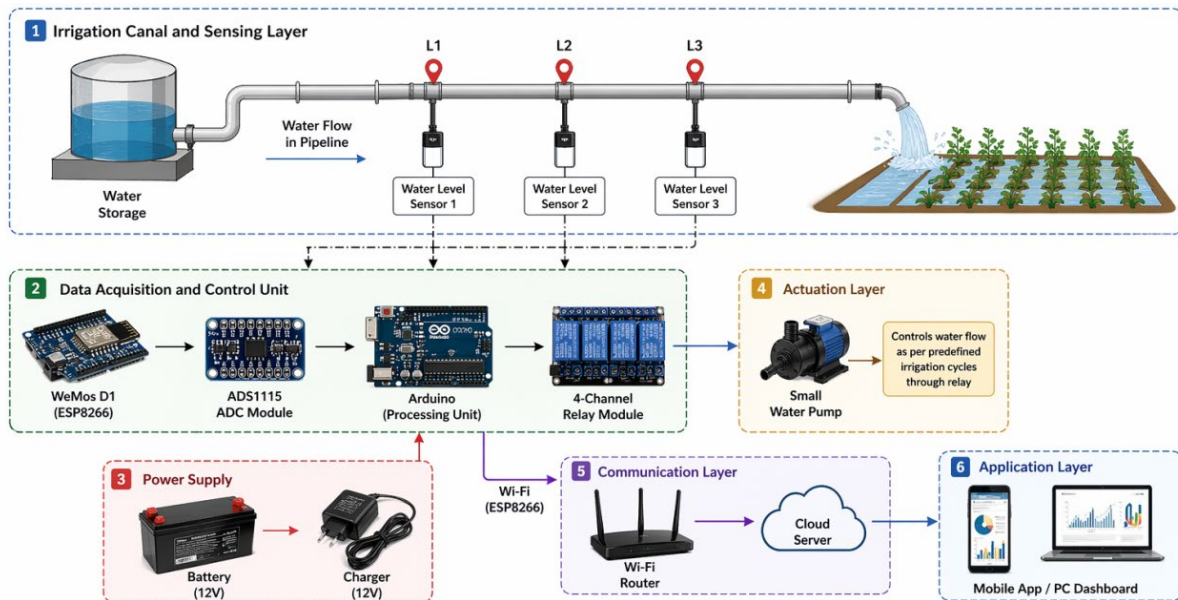 1 Irrigation Canal and Sensing Layer
L1
L2
L3
Water Flow
in Pipeline
Water
Storage
Water Level
Sensor 1
Water Level
Sensor 2
Water Level
Sensor 3
2 Data Acquisition and Control Unit
WeMos D1
(ESP8266)
ADS1115
ADC Module
Arduino
(Processing Unit)
4-Channel
Relay Module
4 Actuation Layer
Small
Water Pump
Controls water flow
as per predefined
irrigation cycles
through relay
3 Power Supply
Battery
(12V)
Charger
(12V)
Wi-Fi
(ESP8266)
5 Communication Layer
Wi-Fi
Router
Cloud
Server
6 Application Layer
Mobile App / PC Dashboard